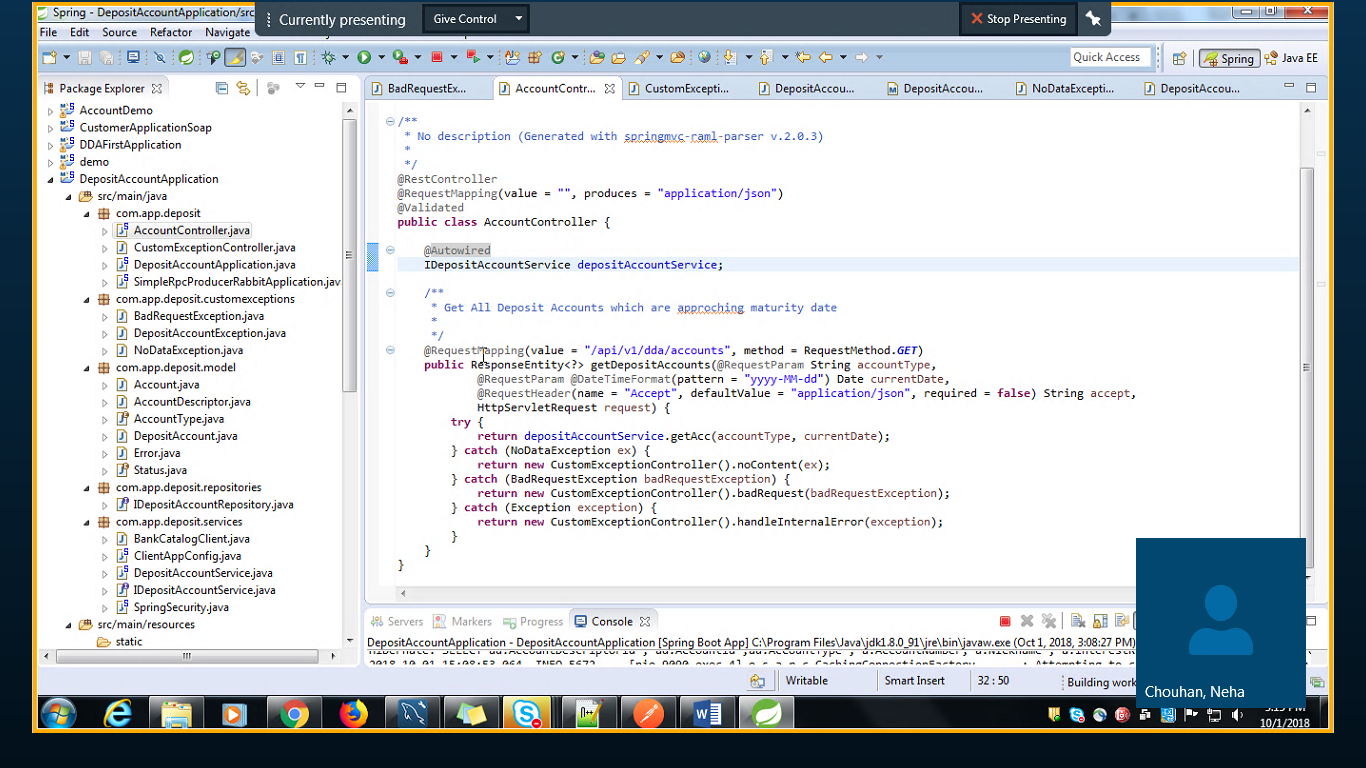 Spring - DepositAccountApplication/src
Currently presenting
Give Control
Stop Presenting
File Edit Source Refactor Navigate
Quick Access
Spring
Java EE
Package Explorer
BadRequestEx...
AccountContr...
CustomExcepti...
DepositAccou...
DepositAccou...
NoDataExcepti...
DepositAccou...
AccountDemo
CustomerApplicationSoap
DDAFirstApplication
demo
DepositAccountApplication
src/main/java
com.app.deposit
AccountController.java
CustomExceptionController.java
DepositAccountApplication.java
SimpleRpcProducerRabbitApplication.jav
com.app.deposit.customexceptions
BadRequestException.java
DepositAccountException.java
NoDataException.java
com.app.deposit.model
Account.java
AccountDescriptor.java
AccountType.java
DepositAccount.java
Error.java
Status.java
com.app.deposit.repositories
IDepositAccountRepository.java
com.app.deposit.services
BankCatalogClient.java
ClientAppConfig.java
DepositAccountService.java
IDepositAccountService.java
SpringSecurity.java
src/main/resources
static
/**
* No description (Generated with springmvc-raml-parser v.2.0.3)
*
*/
@RestController
@RequestMapping(value = "", produces = "application/json")
@Validated
public class AccountController {
@Autowired
IDepositAccountService depositAccountService;
/**
* Get All Deposit Accounts which are approching maturity date
*
*/
@RequestMapping(value = "/api/v1/dda/accounts", method = RequestMethod.GET)
public ResponseEntity<?> getDepositAccounts(@RequestParam String accountType,
@RequestParam @DateTimeFormat(pattern = "yyyy-MM-dd") Date currentDate,
@RequestHeader(name = "Accept", defaultValue = "application/json", required = false) String accept,
HttpServletRequest request) {
try {
return depositAccountService.getAcc(accountType, currentDate);
} catch (NoDataException ex) {
return new CustomExceptionController().noContent(ex);
} catch (BadRequestException badRequestException) {
return new CustomExceptionController().badRequest(badRequestException);
} catch (Exception exception) {
return new CustomExceptionController().handleInternalError(exception);
}
}
}
Servers
Markers
Progress
Console
DepositAccountApplication - DepositAccountApplication [Spring Boot App] C:\Program Files\Java\jdk1.8.0_91\jre\bin\javaw.exe (Oct 1, 2018, 3:08:27 PM)
Writable
Smart Insert
32 : 50
Building work
Chouhan, Neha
10/1/2018